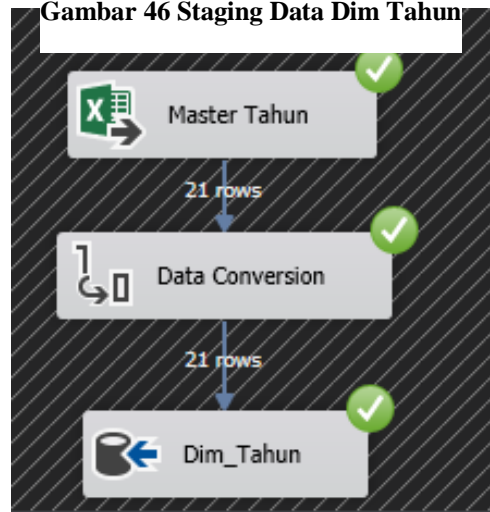 Gambar 46 Staging Data Dim Tahun
Master Tahun
21 rows
Data Conversion
21 rows
Dim_Tahun